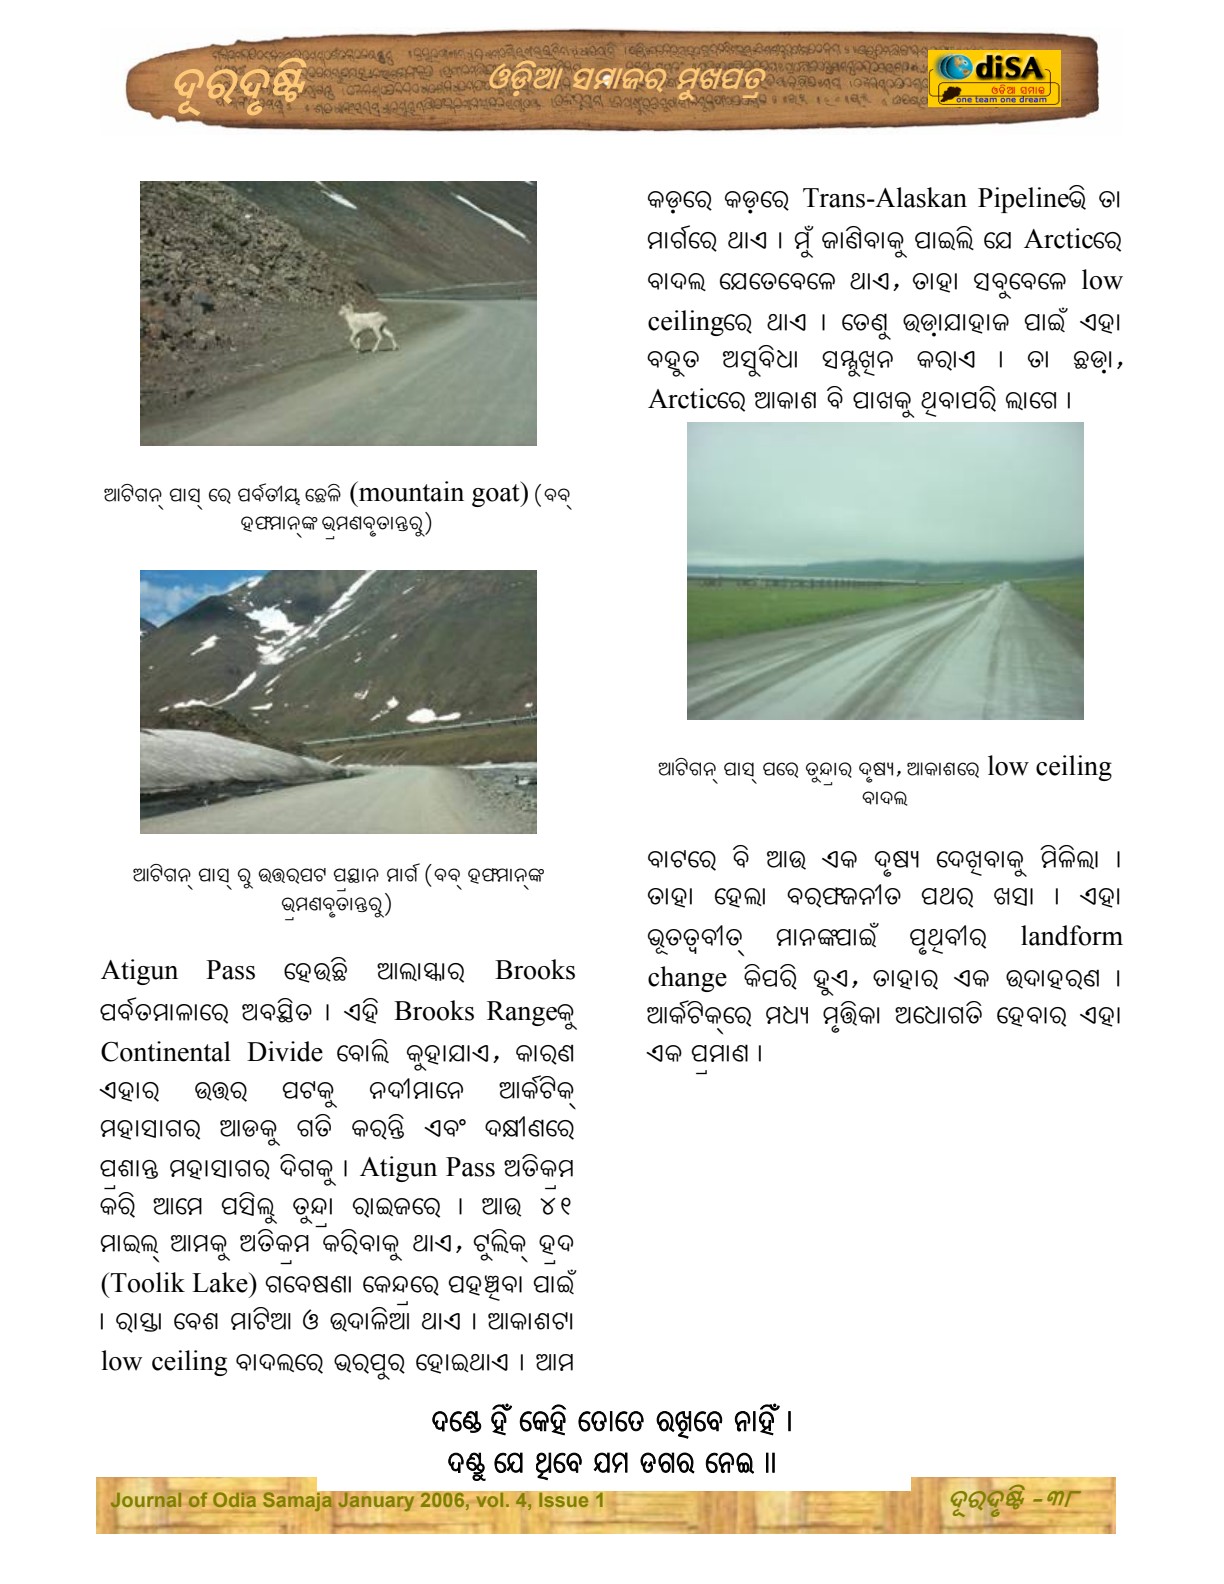 ଦୂରଦୃଷ୍ଟି
ଓଡ଼ିଆ ସମାଜର ମୁଖପତ୍ର
OdiSA
ଓଡ଼ିଆ ସମାଜ
one team one dream
ଆଟିଗନ୍ ପାସ୍ ରେ ପର୍ବତୀୟ ଛେଳି (mountain goat) (ବବ୍
ହଫମାନ୍‌ଙ୍କ ଭ୍ରମଣବୃତାନ୍ତରୁ)
ଆଟିଗନ୍ ପାସ୍ ରୁ ଉତ୍ତରପଟ ପ୍ରସ୍ଥାନ ମାର୍ଗ (ବବ୍ ହଫମାନ୍‌ଙ୍କ
ଭ୍ରମଣବୃତାନ୍ତରୁ)
Atigun Pass ହେଉଛି ଆଲାସ୍କାର Brooks
ପର୍ବତମାଳାରେ ଅବସ୍ଥିତ । ଏହି Brooks Rangeକୁ
Continental Divide ବୋଲି କୁହାଯାଏ, କାରଣ
ଏହାର ଉତ୍ତର ପଟକୁ ନଦୀମାନେ ଆର୍କଟିକ୍
ମହାସାଗର ଆଡକୁ ଗତି କରନ୍ତି ଏବଂ ଦକ୍ଷୀଣରେ
ପ୍ରଶାନ୍ତ ମହାସାଗର ଦିଗକୁ । Atigun Pass ଅତିକ୍ରମ
କରି ଆମେ ପସିଲୁ ତୁନ୍ଦ୍ରା ରାଇଜରେ । ଆଉ ୪୧
ମାଇଲ୍ ଆମକୁ ଅତିକ୍ରମ କରିବାକୁ ଥାଏ, ଟୁଲିକ୍ ହ୍ରଦ
(Toolik Lake) ଗବେଷଣା କେନ୍ଦ୍ରରେ ପହଞ୍ଚିବା ପାଇଁ
। ରାସ୍ତା ବେଶ ମାଟିଆ ଓ ଉଦାଳିଆ ଥାଏ । ଆକାଶଟା
low ceiling ବାଦଲରେ ଭରପୁର ହୋଇଥାଏ । ଆମ
କଡ଼ରେ କଡ଼ରେ Trans-Alaskan Pipelineଭି ତା
ମାର୍ଗରେ ଥାଏ । ମୁଁ ଜାଣିବାକୁ ପାଇଲି ଯେ Arcticରେ
ବାଦଲ ଯେତେବେଳେ ଥାଏ, ତାହା ସବୁବେଳେ low
ceilingରେ ଥାଏ । ତେଣୁ ଉଡ଼ାଯାହାଜ ପାଇଁ ଏହା
ବହୁତ ଅସୁବିଧା ସମ୍ମୁଖିନ କରାଏ । ତା ଛଡ଼ା,
Arcticରେ ଆକାଶ ବି ପାଖକୁ ଥିବାପରି ଲାଗେ ।
ଆଟିଗନ୍ ପାସ୍ ପରେ ତୁନ୍ଦ୍ରାର ଦୃଷ୍ୟ, ଆକାଶରେ low ceiling
ବାଦଲ
ବାଟରେ ବି ଆଉ ଏକ ଦୃଷ୍ୟ ଦେଖିବାକୁ ମିଳିଲା ।
ତାହା ହେଲା ବରଫଜନୀତ ପଥର ଖସା । ଏହା
ଭୂତତ୍ୱବୀତ୍ ମାନଙ୍କପାଇଁ ପୃଥିବୀର landform
change କିପରି ହୁଏ, ତାହାର ଏକ ଉଦାହରଣ ।
ଆର୍କଟିକ୍‌ରେ ମଧ୍ୟ ମୃତ୍ତିକା ଅଧୋଗତି ହେବାର ଏହା
ଏକ ପ୍ରମାଣ ।
ଦଣ୍ଡେ ହିଁ କେହି ତୋତେ ରଖିବେ ନାହିଁ ।
ଦଣ୍ଡୁ ଯେ ଥିବେ ଯମ ଡଗର ନେଇ ॥
Journal of Odia Samaja January 2006, vol. 4, Issue 1
ଦୂରଦୃଷ୍ଟି -୩୮